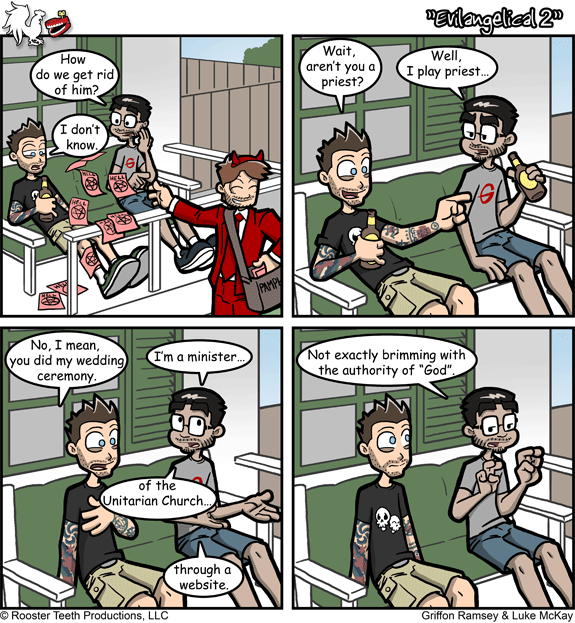 "Evilangelical 2"
How
do we get rid
of him?
I don't
know.
HELL
HELL
HELL
PAMPH
Wait,
aren't you a
priest?
Well,
I play priest...
No, I mean,
you did my wedding
ceremony.
I'm a minister...
of the
Unitarian Church...
through a
website.
Not exactly brimming with
the authority of "God".
© Rooster Teeth Productions, LLC
Griffon Ramsey & Luke McKay